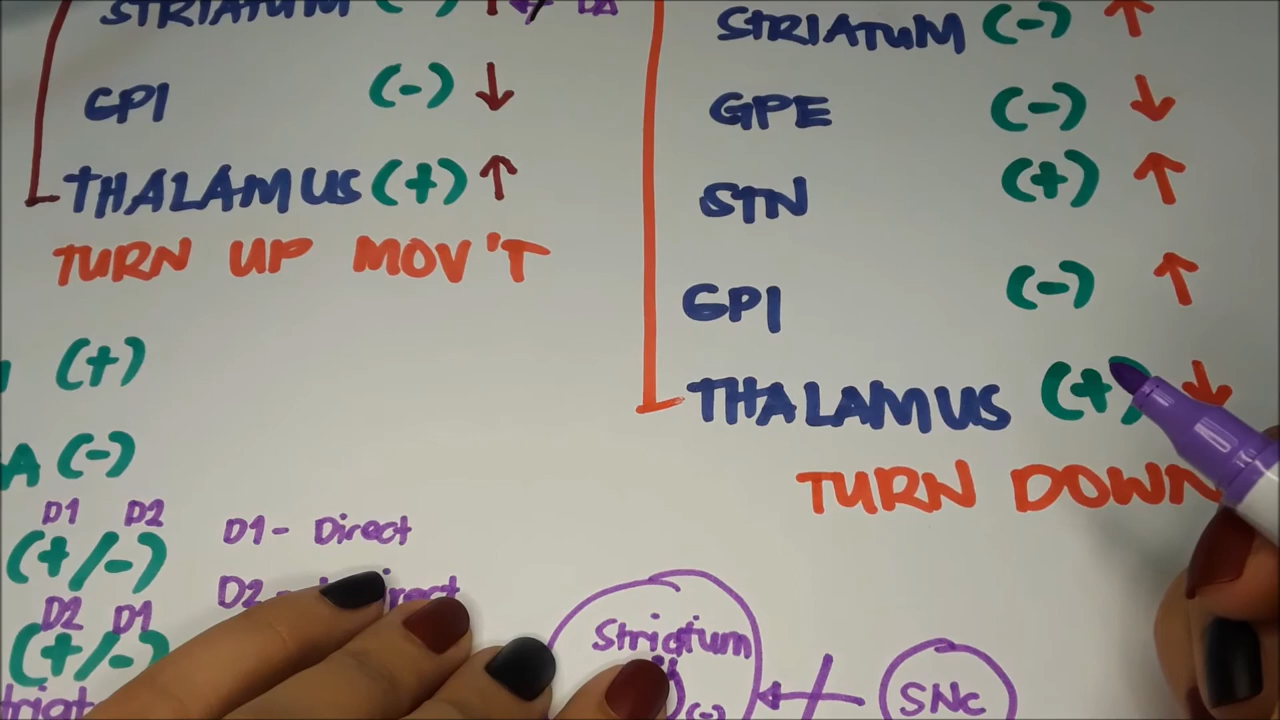 STRIATUM (-) ↑
GPI (-) ↓
THALAMUS (+) ↑
TURN UP MOV'T
(+)
A (-)
D1 D2
(+/-)
D2 D1
(+/-)
D1 - Direct
D2 -
STRIATUM (-) ↑
GPE (-) ↓
STN (+) ↑
GPI (-) ↑
THALAMUS (+) ↓
TURN DOWN
Striatum
(-)
SNc